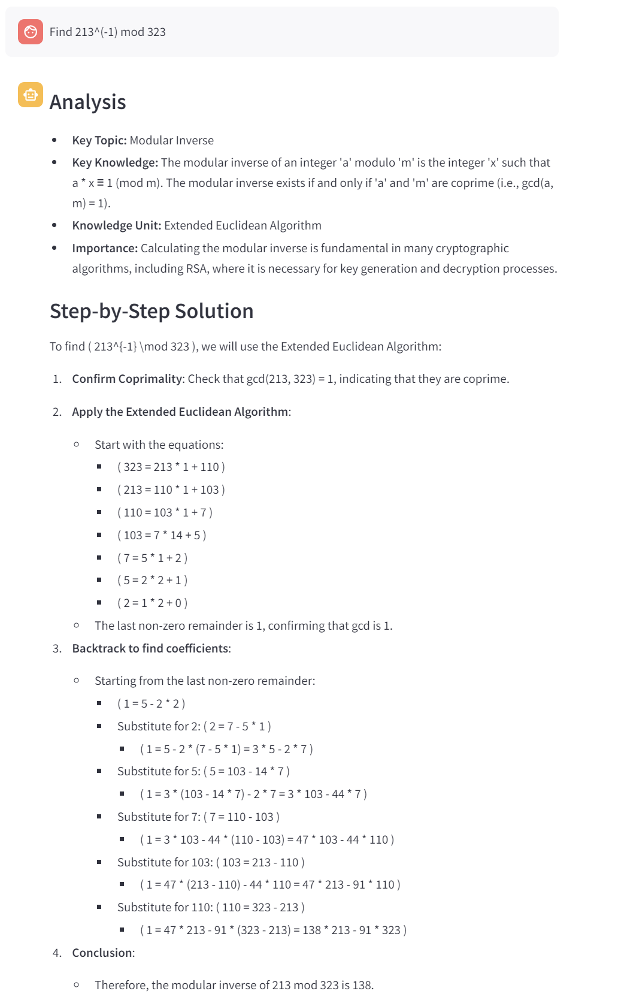 Find 213^(-1) mod 323
Analysis
• Key Topic: Modular Inverse
• Key Knowledge: The modular inverse of an integer 'a' modulo 'm' is the integer 'x' such that
a * x ≡ 1 (mod m). The modular inverse exists if and only if 'a' and 'm' are coprime (i.e., gcd(a,
m) = 1).
• Knowledge Unit: Extended Euclidean Algorithm
• Importance: Calculating the modular inverse is fundamental in many cryptographic
algorithms, including RSA, where it is necessary for key generation and decryption processes.
Step-by-Step Solution
To find ( 213^{-1} \mod 323 ), we will use the Extended Euclidean Algorithm:
1. Confirm Coprimality: Check that gcd(213, 323) = 1, indicating that they are coprime.
2. Apply the Extended Euclidean Algorithm:
○ Start with the equations:
▪ ( 323 = 213 * 1 + 110 )
▪ ( 213 = 110 * 1 + 103 )
▪ ( 110 = 103 * 1 + 7 )
▪ ( 103 = 7 * 14 + 5 )
▪ ( 7 = 5 * 1 + 2 )
▪ ( 5 = 2 * 2 + 1 )
▪ ( 2 = 1 * 2 + 0 )
○ The last non-zero remainder is 1, confirming that gcd is 1.
3. Backtrack to find coefficients:
○ Starting from the last non-zero remainder:
▪ ( 1 = 5 - 2 * 2 )
▪ Substitute for 2: ( 2 = 7 - 5 * 1 )
▪ ( 1 = 5 - 2 * (7 - 5 * 1) = 3 * 5 - 2 * 7 )
▪ Substitute for 5: ( 5 = 103 - 14 * 7 )
▪ ( 1 = 3 * (103 - 14 * 7) - 2 * 7 = 3 * 103 - 44 * 7 )
▪ Substitute for 7: ( 7 = 110 - 103 )
▪ ( 1 = 3 * 103 - 44 * (110 - 103) = 47 * 103 - 44 * 110 )
▪ Substitute for 103: ( 103 = 213 - 110 )
▪ ( 1 = 47 * (213 - 110) - 44 * 110 = 47 * 213 - 91 * 110 )
▪ Substitute for 110: ( 110 = 323 - 213 )
▪ ( 1 = 47 * 213 - 91 * (323 - 213) = 138 * 213 - 91 * 323 )
4. Conclusion:
○ Therefore, the modular inverse of 213 mod 323 is 138.